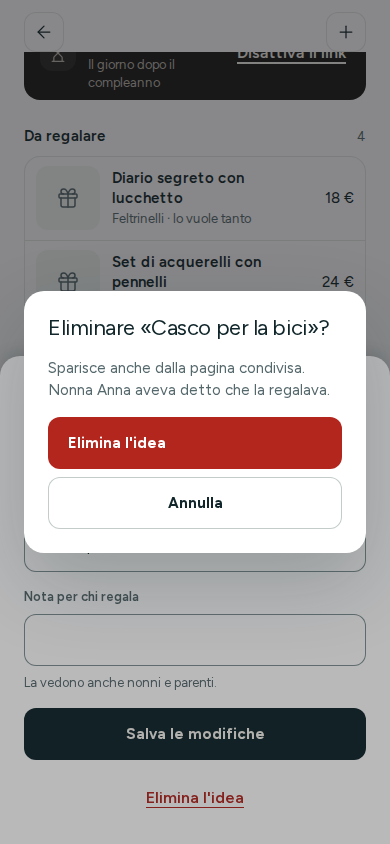 Il giorno dopo il
compleanno
Disattiva il link
Da regalare
4
Diario segreto con
lucchetto
Feltrinelli · lo vuole tanto
18 €
Set di acquerelli con
pennelli
24 €
Eliminare «Casco per la bici»?
Sparisce anche dalla pagina condivisa.
Nonna Anna aveva detto che la regalava.
Elimina l'idea
Annulla
Nota per chi regala
La vedono anche nonni e parenti.
Salva le modifiche
Elimina l'idea